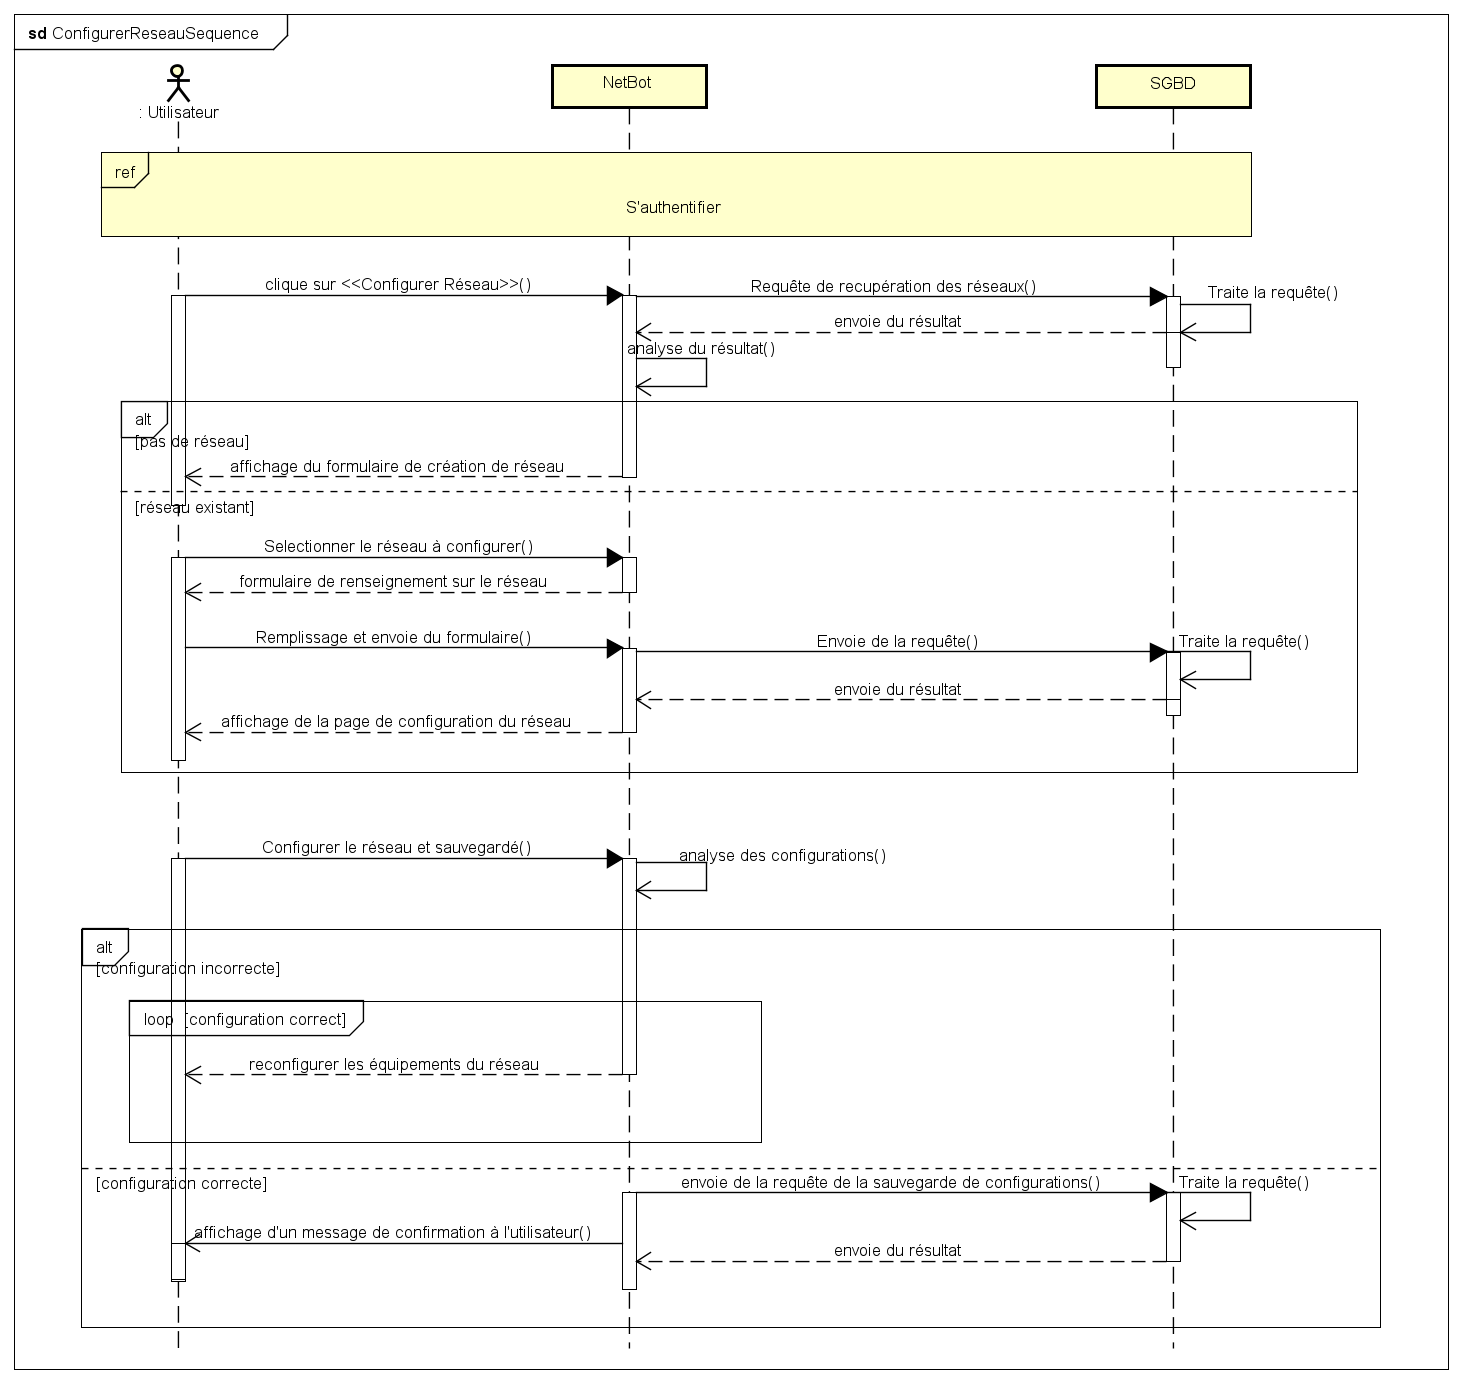 sd ConfigurerReseauSequence
: Utilisateur
NetBot
SGBD
ref
S'authentifier
clique sur <<Configurer Réseau>>()
Requête de recupération des réseaux()
Traite la requête()
envoie du résultat
analyse du résultat()
alt
[pas de réseau]
affichage du formulaire de création de réseau
[réseau existant]
Selectionner le réseau à configurer()
formulaire de renseignement sur le réseau
Remplissage et envoie du formulaire()
Envoie de la requête()
Traite la requête()
envoie du résultat
affichage de la page de configuration du réseau
Configurer le réseau et sauvegardé()
analyse des configurations()
alt
[configuration incorrecte]
loop [configuration correct]
reconfigurer les équipements du réseau
[configuration correcte]
envoie de la requête de la sauvegarde de configurations()
Traite la requête()
affichage d'un message de confirmation à l'utilisateur()
envoie du résultat